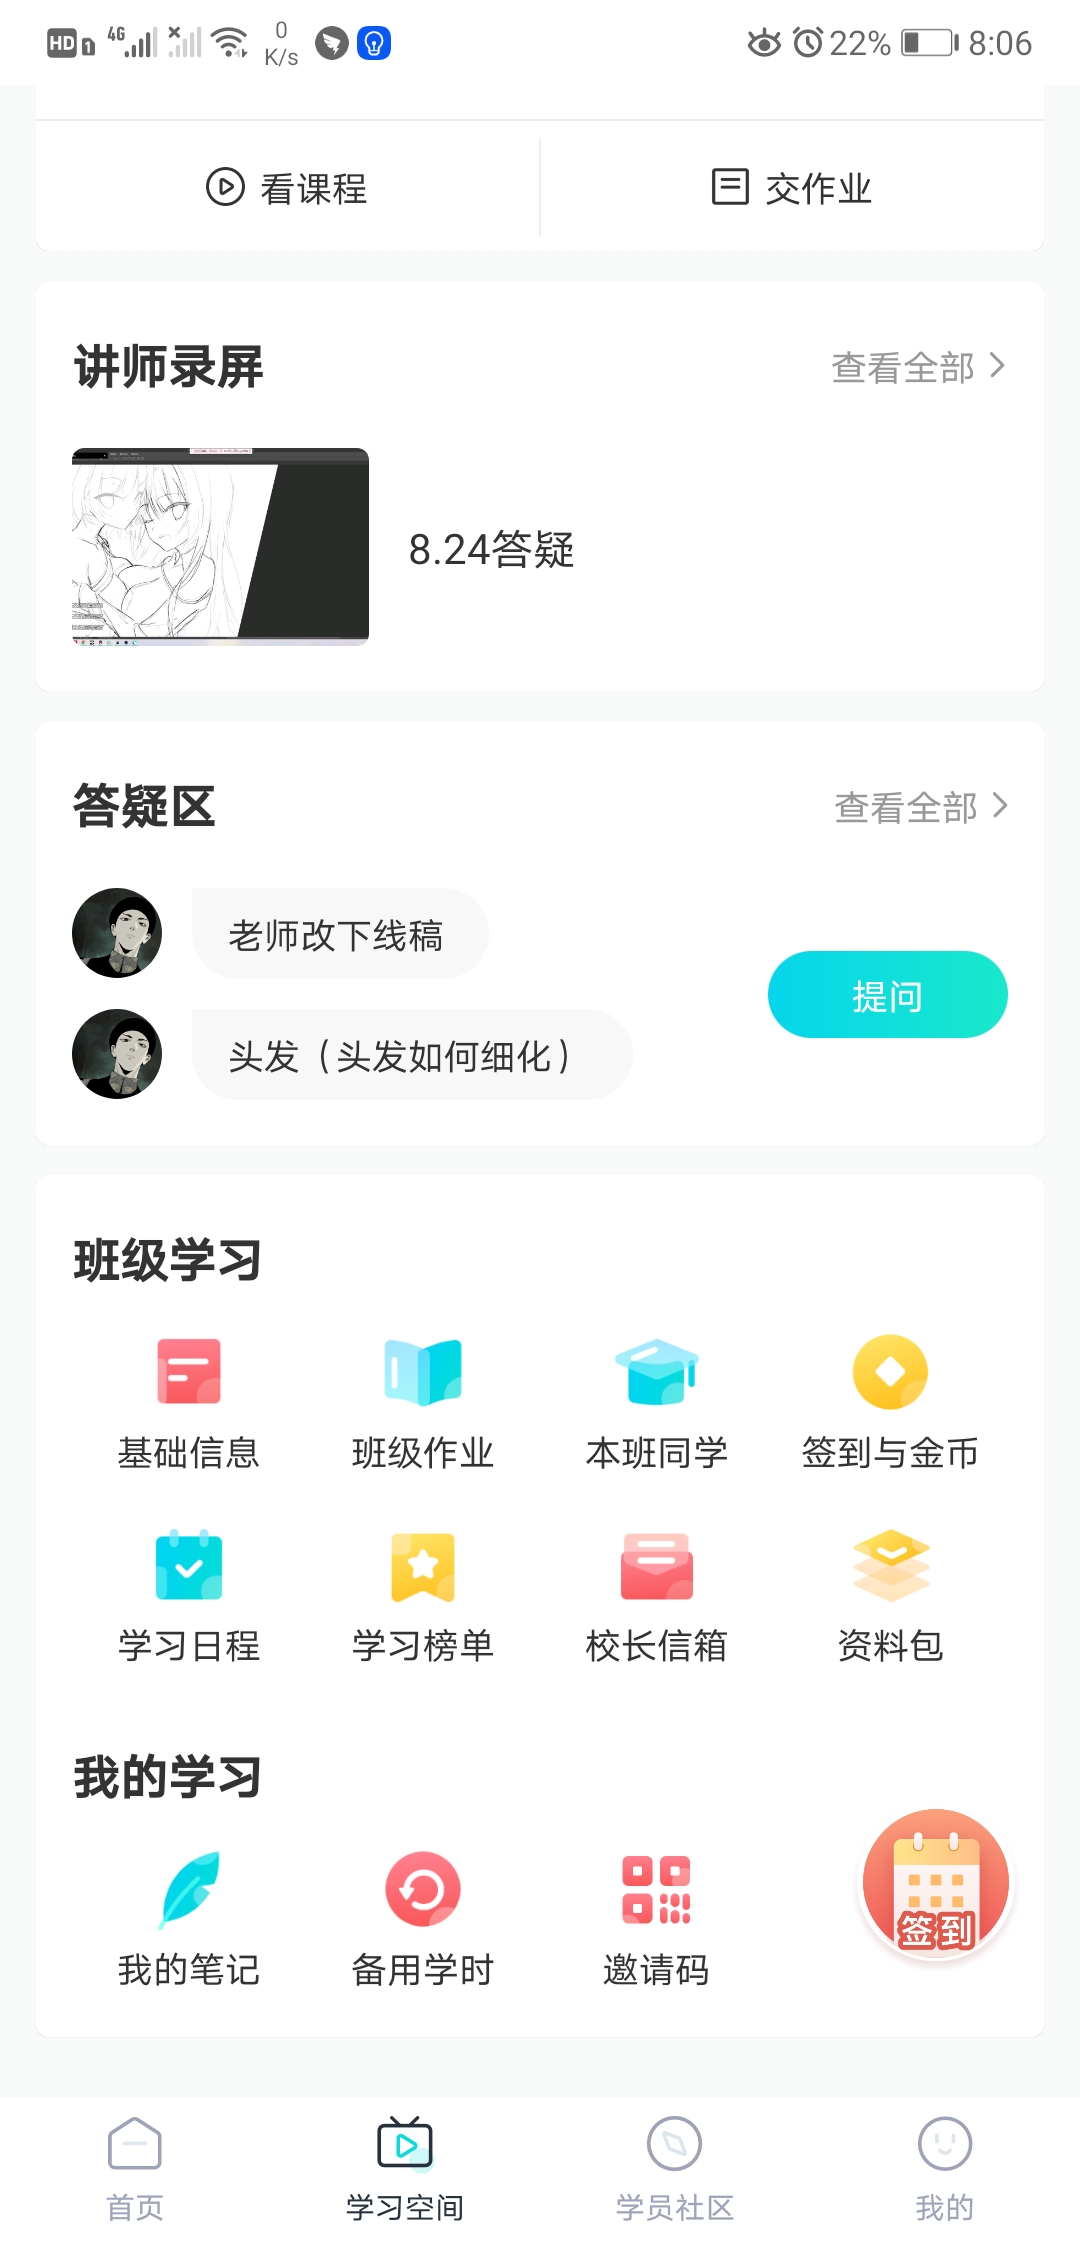 HD 1 4G 0 K/s 22% 8:06
看课程 交作业
讲师录屏 查看全部
8.24答疑
答疑区 查看全部
老师改下线稿
提问
头发（头发如何细化）
班级学习
基础信息 班级作业 本班同学 签到与金币
学习日程 学习榜单 校长信箱 资料包
我的学习
签到
我的笔记 备用学时 邀请码
首页 学习空间 学员社区 我的